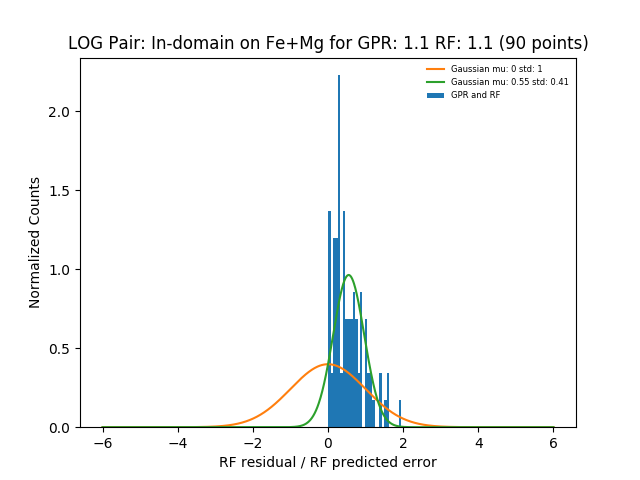 LOG Pair: In-domain on Fe+Mg for GPR: 1.1 RF: 1.1 (90 points)
Gaussian mu: 0 std: 1
Gaussian mu: 0.55 std: 0.41
GPR and RF
Normalized Counts
2.0
1.5
1.0
0.5
0.0
−6 −4 −2 0 2 4 6
RF residual / RF predicted error